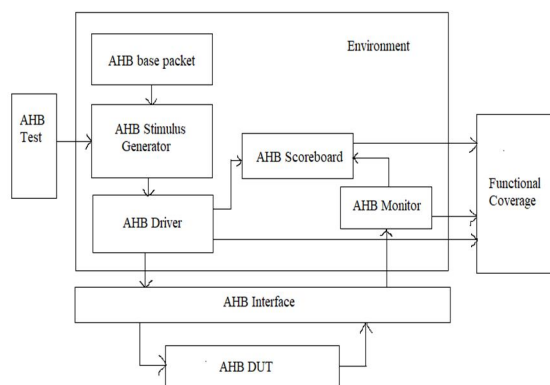 Environment
AHB base packet
AHB
Test
AHB Stimulus
Generator
AHB Scoreboard
Functional
Coverage
AHB Monitor
AHB Driver
AHB Interface
AHB DUT